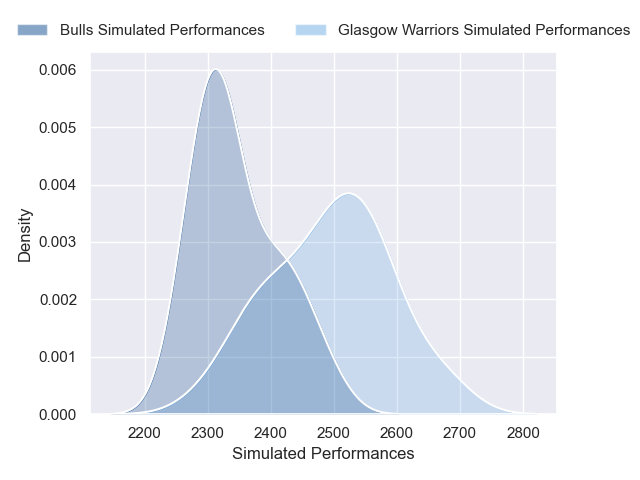 Bulls Simulated Performances
Glasgow Warriors Simulated Performances
0.006
0.005
0.004
0.003
0.002
0.001
0.000
Density
2200 2300 2400 2500 2600 2700 2800
Simulated Performances